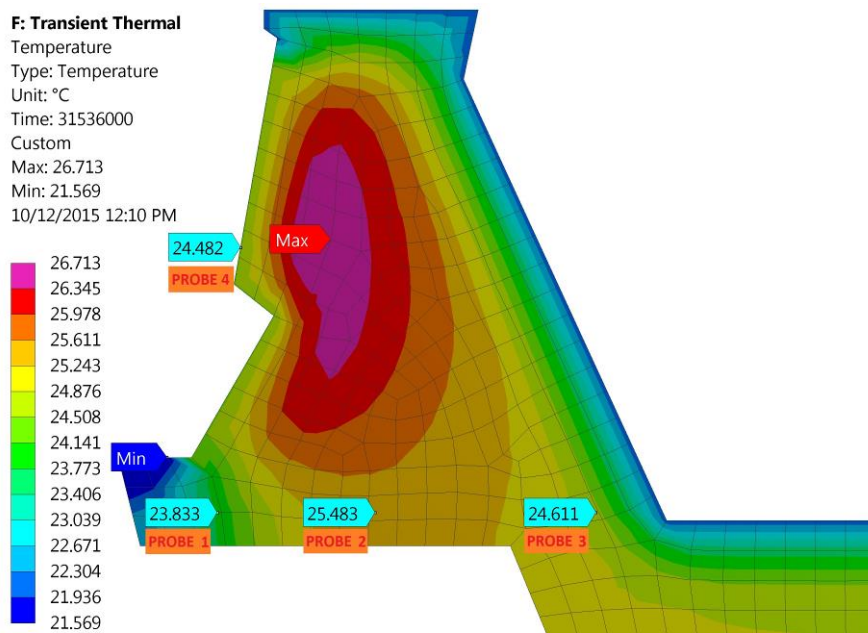 F: Transient Thermal
Temperature
Type: Temperature
Unit: °C
Time: 31536000
Custom
Max: 26.713
Min: 21.569
10/12/2015 12:10 PM
24.482
PROBE 4
Max
26.713
26.345
25.978
25.611
25.243
24.876
24.508
24.141
23.773
23.406
23.039
22.671
22.304
21.936
21.569
Min
23.833
PROBE 1
25.483
PROBE 2
24.611
PROBE 3